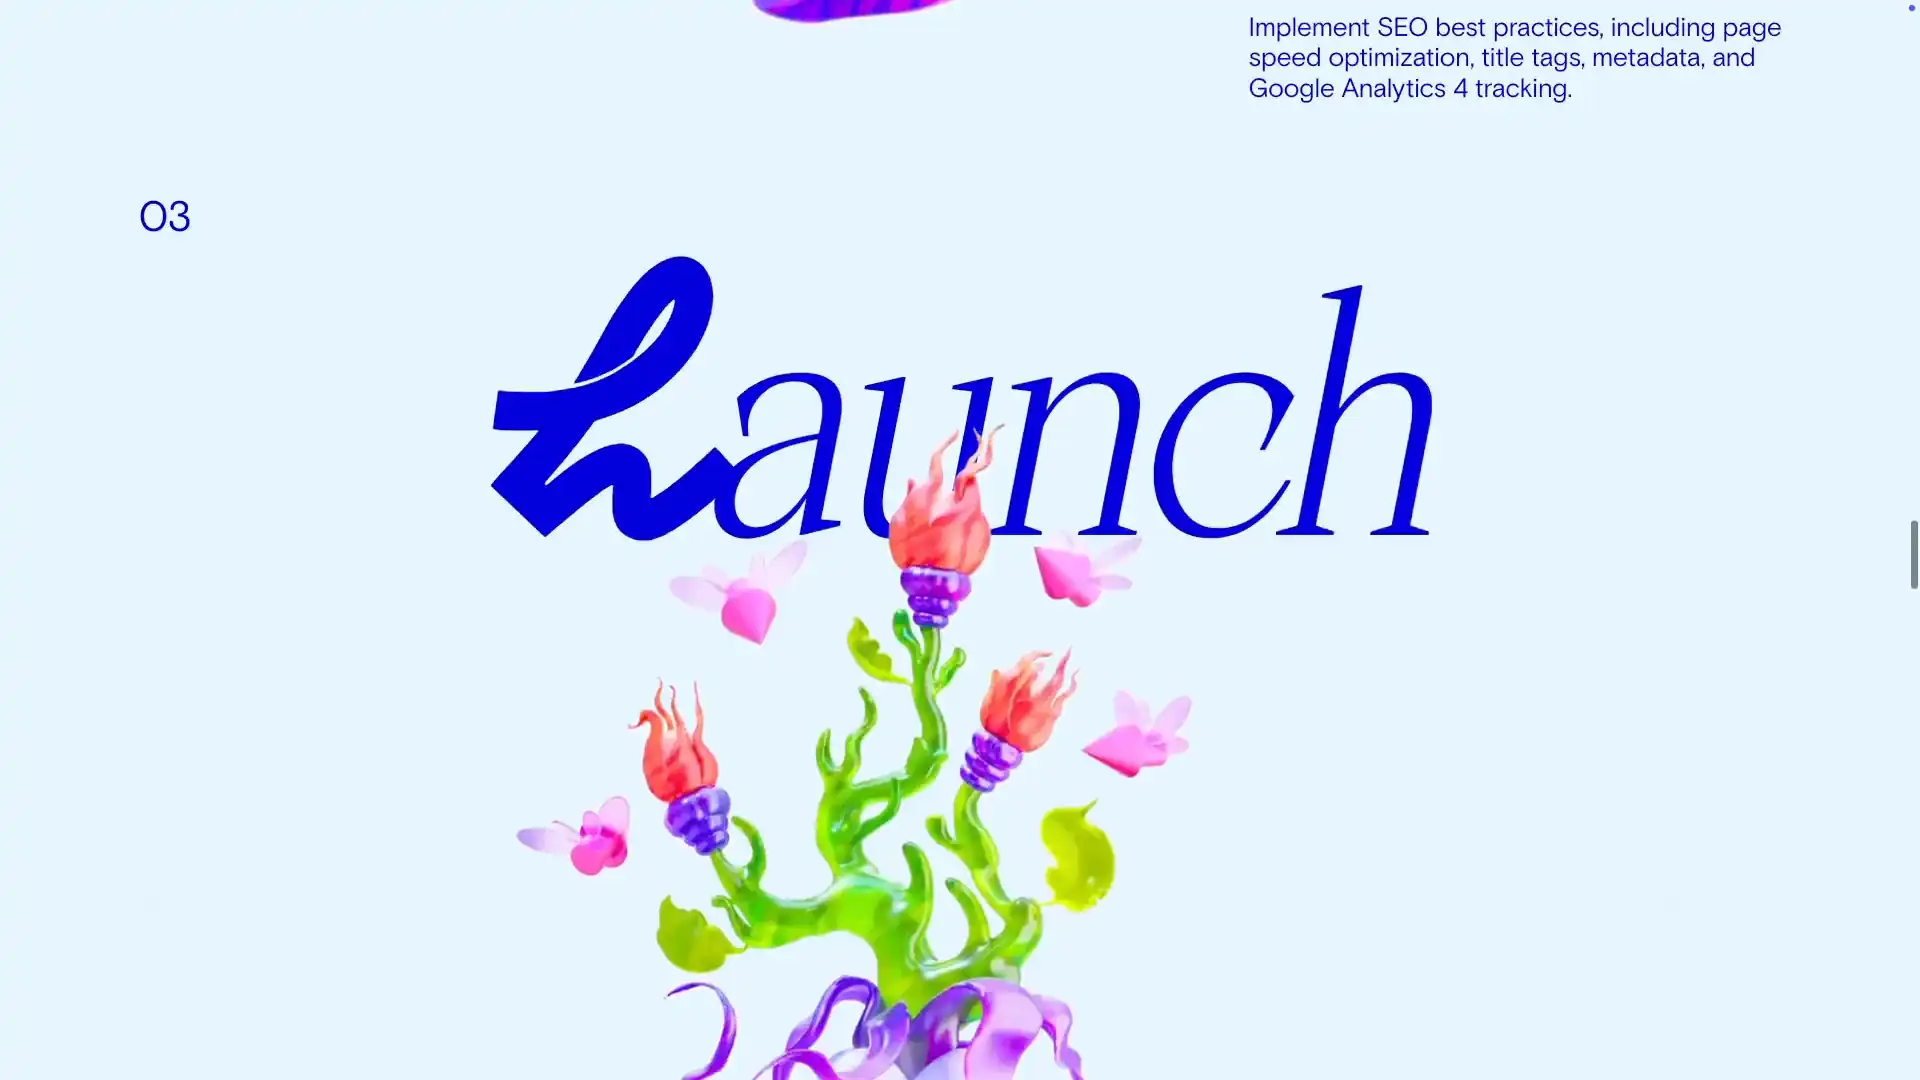 Implement SEO best practices, including page
speed optimization, title tags, metadata, and
Google Analytics 4 tracking.
03
Launch